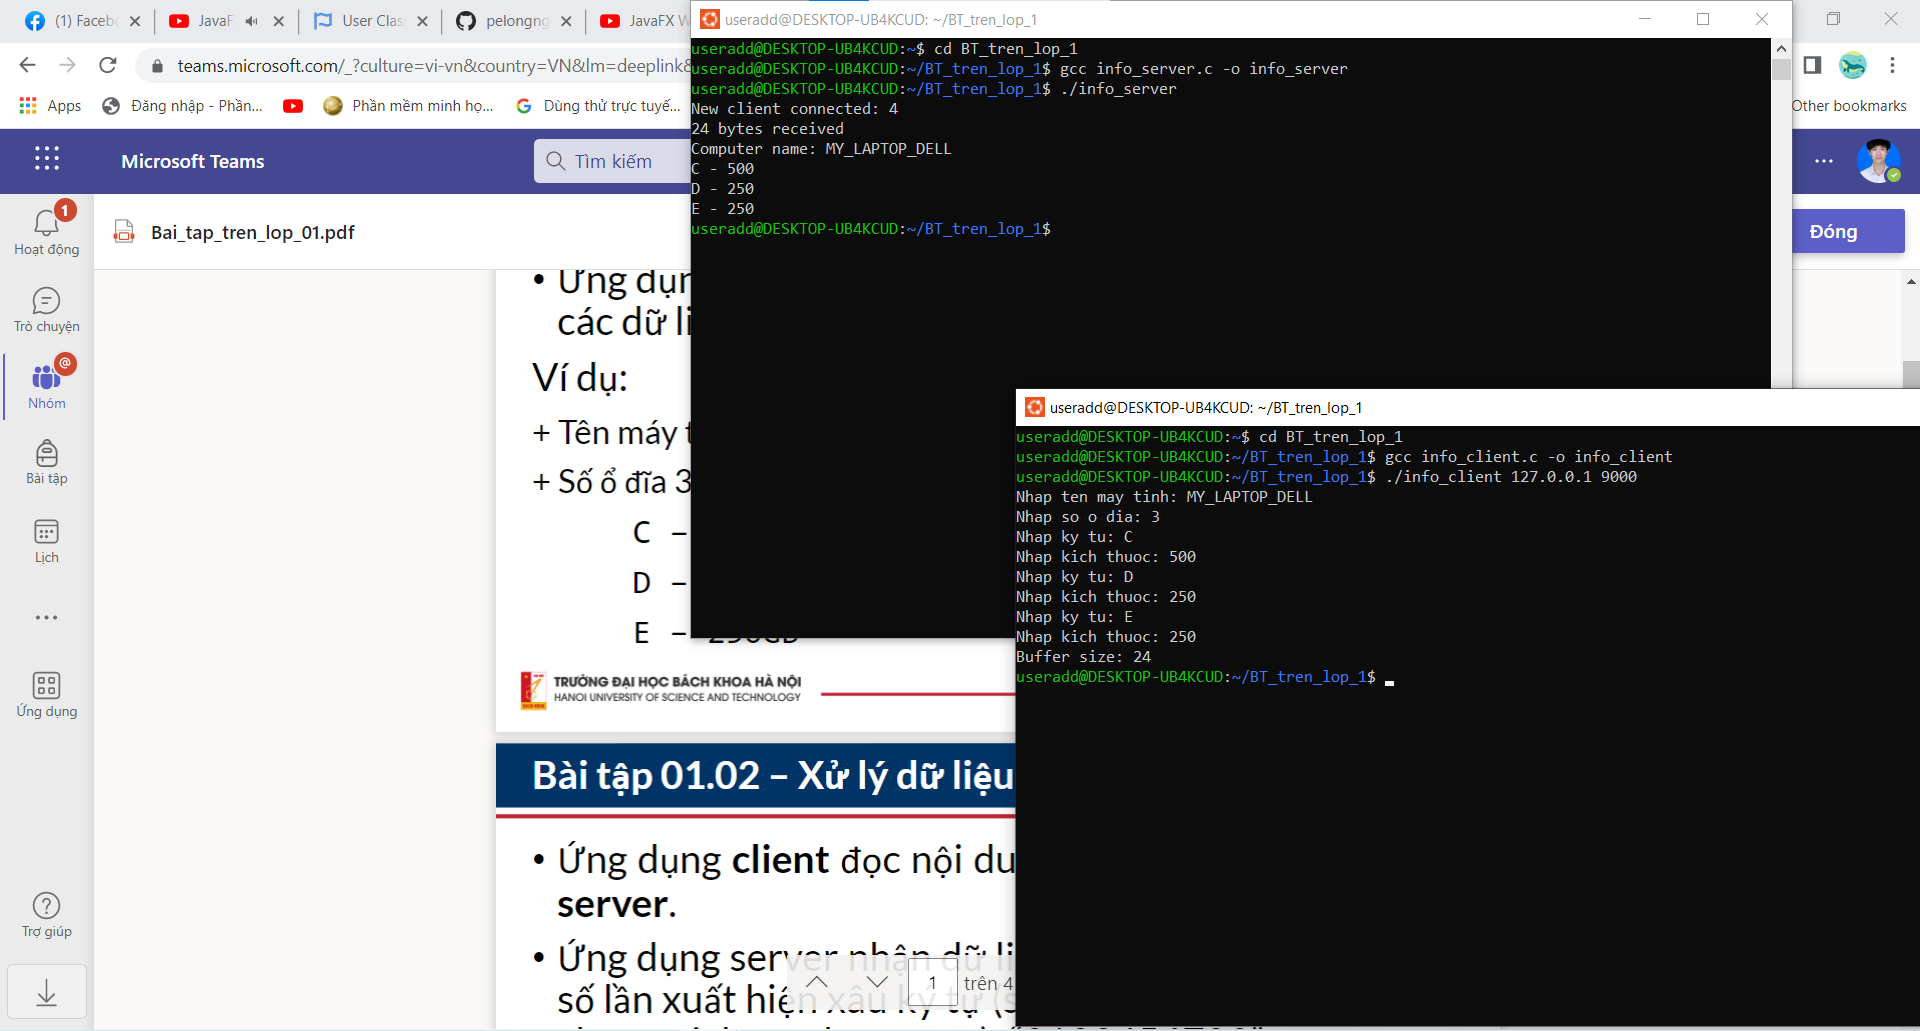 (1) Faceb
JavaF
User Clas
pelongng
JavaFX W
teams.microsoft.com/_?culture=vi-vn&country=VN&lm=deeplink&
Apps
Đăng nhập - Phần...
Phần mềm minh họ...
Dùng thử trực tuyế...
Other bookmarks
Microsoft Teams
Tìm kiếm
1
Hoạt động
Trò chuyện
@
Nhóm
Bài tập
Lịch
Ứng dụng
Trợ giúp
Bai_tap_tren_lop_01.pdf
Đóng
• Ứng dụn
các dữ li
Ví dụ:
+ Tên máy t
+ Số ổ đĩa 3
C –
D –
E – 250GB
TRƯỜNG ĐẠI HỌC BÁCH KHOA HÀ NỘI
HANOI UNIVERSITY OF SCIENCE AND TECHNOLOGY
Bài tập 01.02 – Xử lý dữ liệu
• Ứng dụng client đọc nội du
server.
• Ứng dụng server nhận dữ li
số lần xuất hiện xâu ký tự (s
1 trên 4
useradd@DESKTOP-UB4KCUD: ~/BT_tren_lop_1
useradd@DESKTOP-UB4KCUD:~$ cd BT_tren_lop_1
useradd@DESKTOP-UB4KCUD:~/BT_tren_lop_1$ gcc info_server.c -o info_server
useradd@DESKTOP-UB4KCUD:~/BT_tren_lop_1$ ./info_server
New client connected: 4
24 bytes received
Computer name: MY_LAPTOP_DELL
C - 500
D - 250
E - 250
useradd@DESKTOP-UB4KCUD:~/BT_tren_lop_1$
useradd@DESKTOP-UB4KCUD: ~/BT_tren_lop_1
useradd@DESKTOP-UB4KCUD:~$ cd BT_tren_lop_1
useradd@DESKTOP-UB4KCUD:~/BT_tren_lop_1$ gcc info_client.c -o info_client
useradd@DESKTOP-UB4KCUD:~/BT_tren_lop_1$ ./info_client 127.0.0.1 9000
Nhap ten may tinh: MY_LAPTOP_DELL
Nhap so o dia: 3
Nhap ky tu: C
Nhap kich thuoc: 500
Nhap ky tu: D
Nhap kich thuoc: 250
Nhap ky tu: E
Nhap kich thuoc: 250
Buffer size: 24
useradd@DESKTOP-UB4KCUD:~/BT_tren_lop_1$